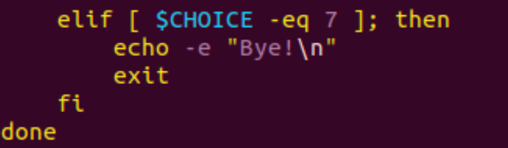 elif [ $CHOICE -eq 7 ]; then
        echo -e "Bye!\n"
        exit
    fi
done